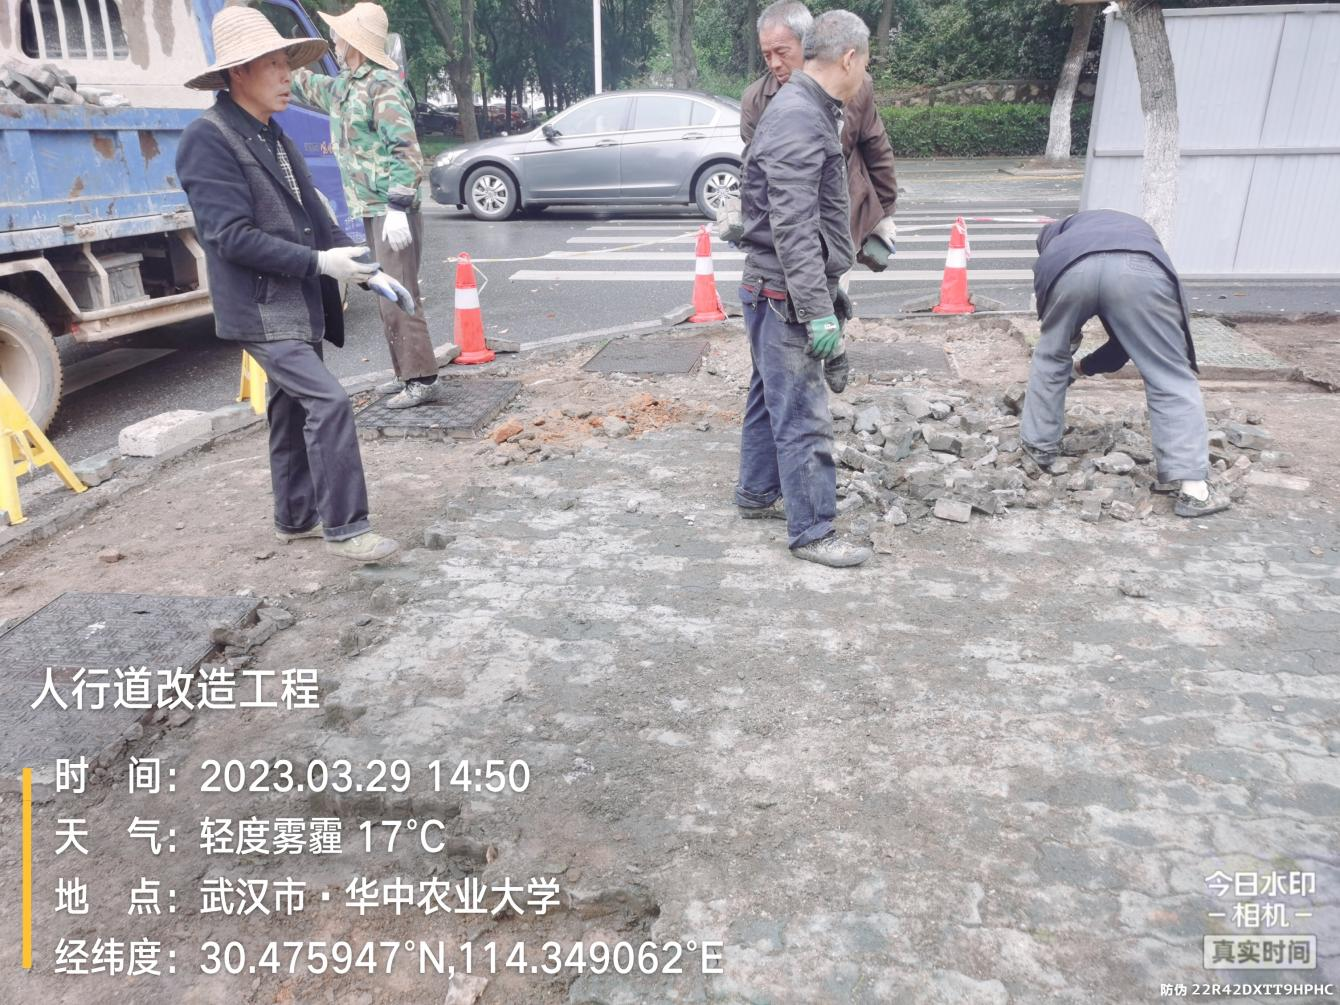 人行道改造工程
时 间：2023.03.29 14:50
天 气：轻度雾霾 17°C
地 点：武汉市·华中农业大学
经纬度：30.475947°N,114.349062°E
今日水印
-相机-
真实时间
防伪 22R42DXTT9HPHC